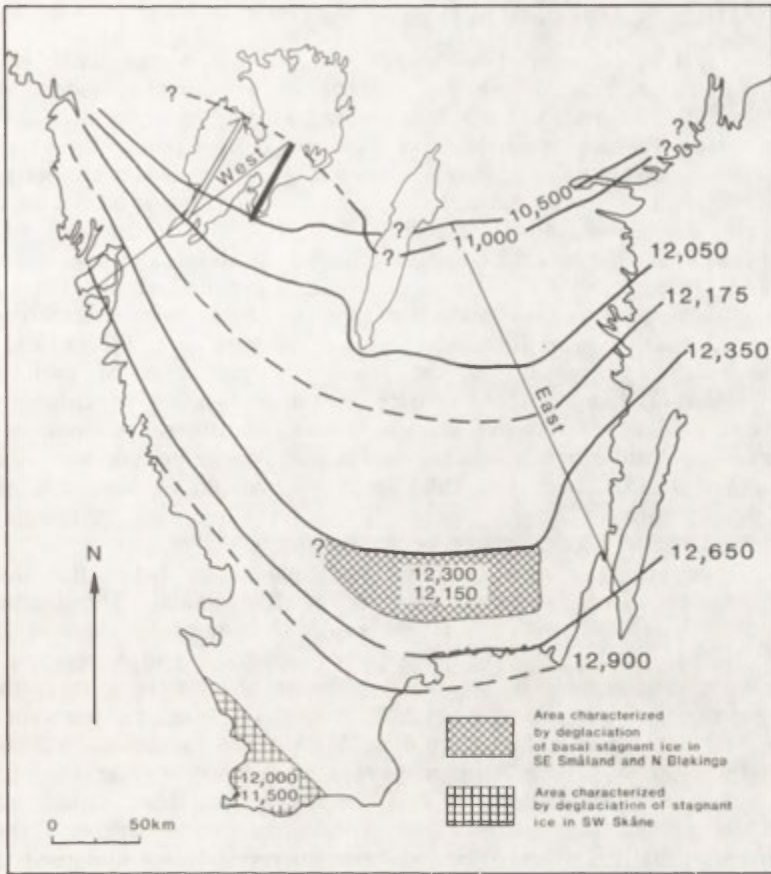 ?
?
?
West
10,500
?
11,000
?
12,050
12,175
12,350
East
?
12,300
12,150
12,650
N
12,900
Area characterized
by deglaciation
of basal stagnant ice in
SE Småland and N Blekinga
Area characterized
by deglaciation of stagnant
ice in SW Skåne
12,000
11,500
0 50km